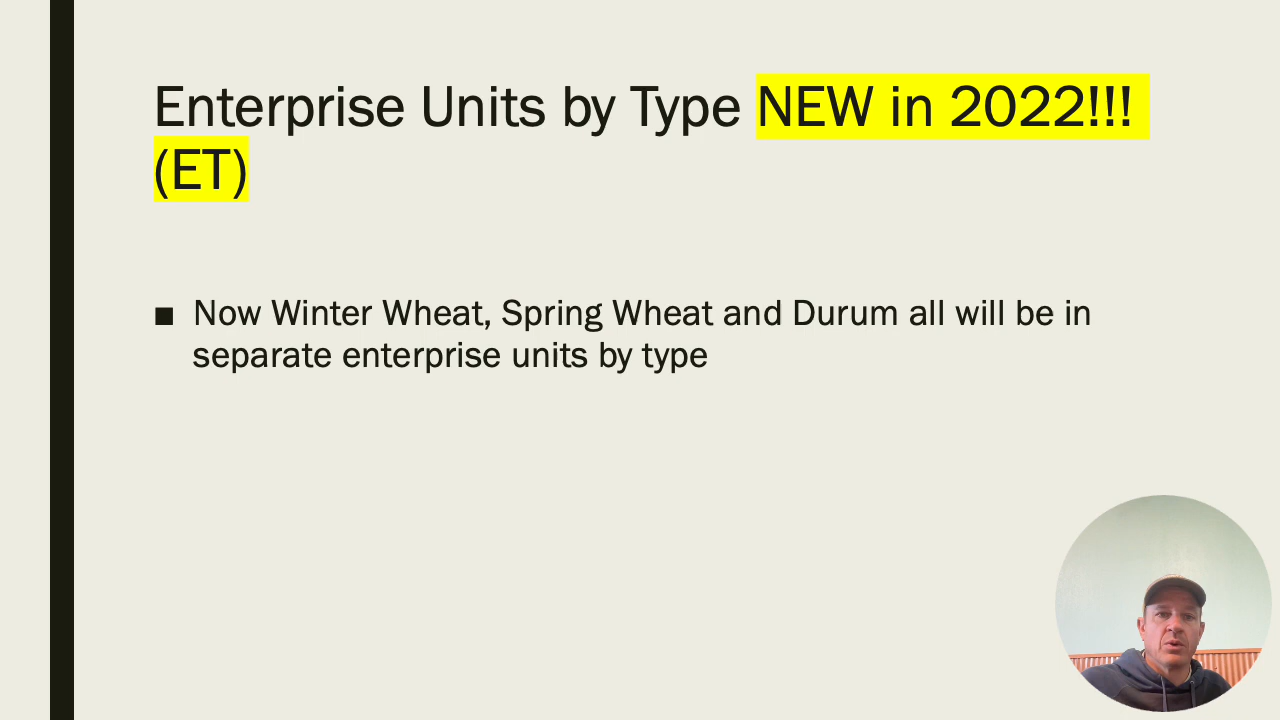 Enterprise Units by Type NEW in 2022!!!
(ET)
■ Now Winter Wheat, Spring Wheat and Durum all will be in
separate enterprise units by type